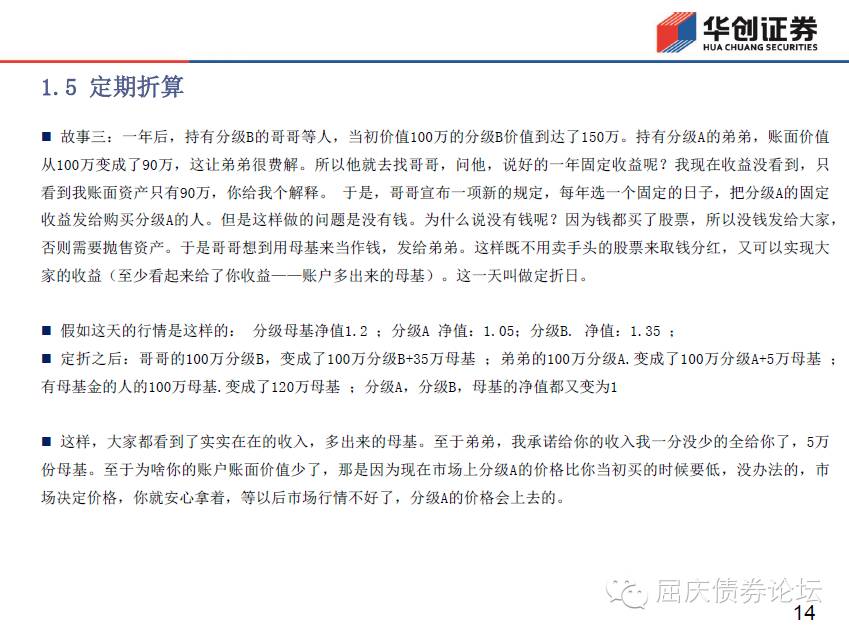 华创证券
HUA CHUANG SECURITIES
1.5 定期折算
■ 故事三：一年后，持有分级B的哥哥等人，当初价值100万的分级B价值到达了150万。持有分级A的弟弟，账面价值
从100万变成了90万，这让弟弟很费解。所以他就去找哥哥，问他，说好的一年固定收益呢？我现在收益没看到，只
看到我账面资产只有90万，你给我个解释。 于是，哥哥宣布一项新的规定，每年选一个固定的日子，把分级A的固定
收益发给购买分级A的人。但是这样做的问题是没有钱。为什么说没有钱呢？因为钱都买了股票，所以没钱发给大家，
否则需要抛售资产。于是哥哥想到用母基来当作钱，发给弟弟。这样既不用卖手头的股票来取钱分红，又可以实现大
家的收益（至少看起来给了你收益——账户多出来的母基）。这一天叫做定折日。
■ 假如这天的行情是这样的： 分级母基净值1.2 ；分级A 净值：1.05；分级B. 净值：1.35 ；
■ 定折之后：哥哥的100万分级B，变成了100万分级B+35万母基 ；弟弟的100万分级A.变成了100万分级A+5万母基 ；
有母基金的人的100万母基.变成了120万母基 ；分级A，分级B，母基的净值都又变为1
■ 这样，大家都看到了实实在在的收入，多出来的母基。至于弟弟，我承诺给你的收入我一分没少的全给你了，5万
份母基。至于为啥你的账户账面价值少了，那是因为现在市场上分级A的价格比你当初买的时候要低，没办法的，市
场决定价格，你就安心拿着，等以后市场行情不好了，分级A的价格会上去的。
屈庆债券论坛
14